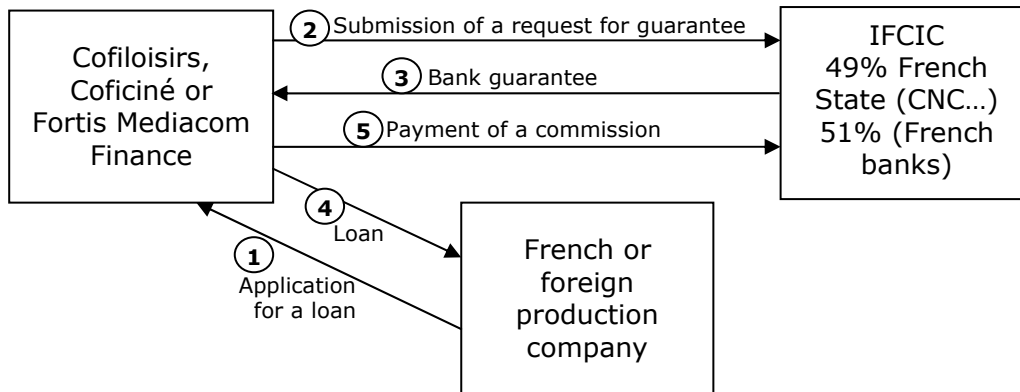 Cofiloisirs,
Coficiné or
Fortis Mediacom
Finance
2 Submission of a request for guarantee
3 Bank guarantee
5 Payment of a commission
IFCIC
49% French
State (CNC…)
51% (French
banks)
4
Loan
1
Application
for a loan
French or
foreign
production
company